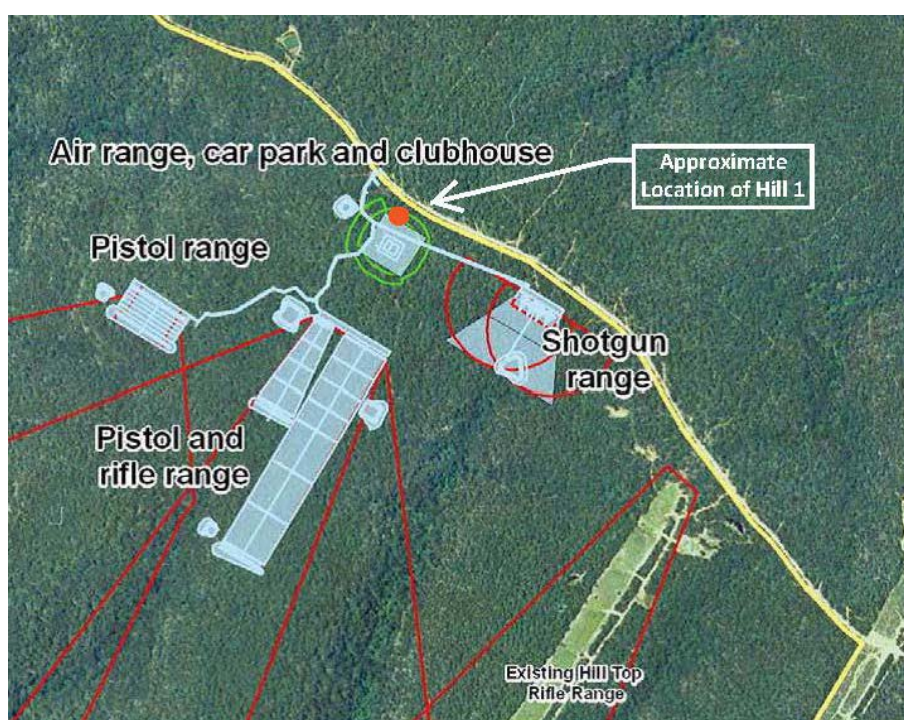 Air range, car park and clubhouse
Approximate
Location of Hill 1
Pistol range
Shotgun
range
Pistol and
rifle range
Existing Hill Top
Rifle Range